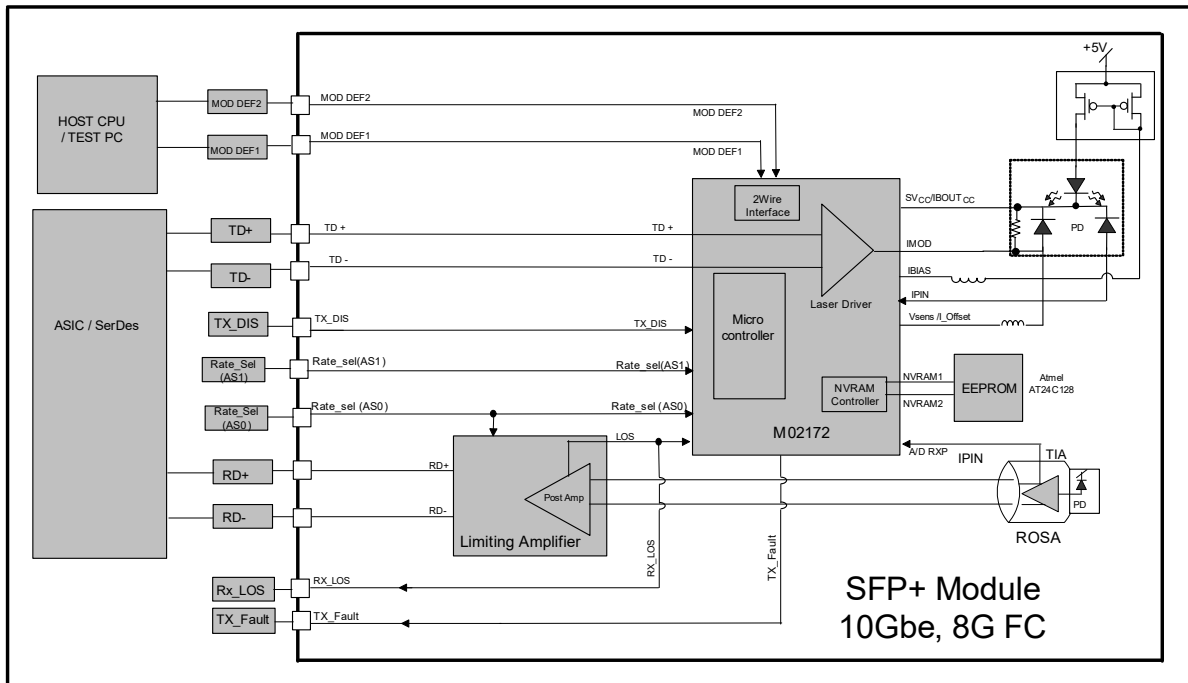 +5V
HOST CPU
/ TEST PC
MOD DEF2
MOD DEF2
MOD DEF2
MOD DEF1
MOD DEF1
MOD DEF1
2Wire
Interface
SVCC/IBOUTCC
PD
TD+
TD +
TD +
IMOD
TD-
TD -
TD -
IBIAS
Laser Driver
IPIN
ASIC / SerDes
TX_DIS
TX_DIS
TX_DIS
Vsens /I_Offset
Micro
controller
Rate_Sel
(AS1)
Rate_sel(AS1)
Rate_sel(AS1)
NVRAM
Controller
NVRAM1
NVRAM2
EEPROM
Atmel
AT24C128
Rate_Sel
(AS0)
Rate_sel (AS0)
Rate_sel (AS0)
M02172
LOS
A/D RXP
IPIN
TIA
RD+
RD+
Post Amp
PD
RD-
RD-
Limiting Amplifier
ROSA
RX_LOS
TX_Fault
Rx_LOS
RX_LOS
TX_Fault
TX_Fault
SFP+ Module
10Gbe, 8G FC